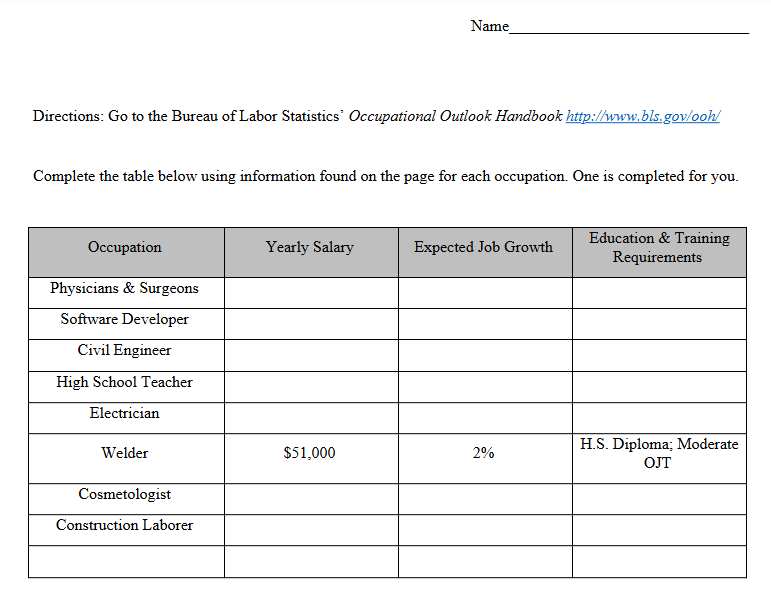 Name
Directions: Go to the Bureau of Labor Statistics’ Occupational Outlook Handbook http://www.bls.gov/ooh/
Complete the table below using information found on the page for each occupation. One is completed for you.
Occupation Yearly Salary Expected Job Growth Education & Training
Requirements
Physicians & Surgeons
Software Developer
Civil Engineer
High School Teacher
Electrician
Welder $51,000 2% H.S. Diploma; Moderate
OJT
Cosmetologist
Construction Laborer